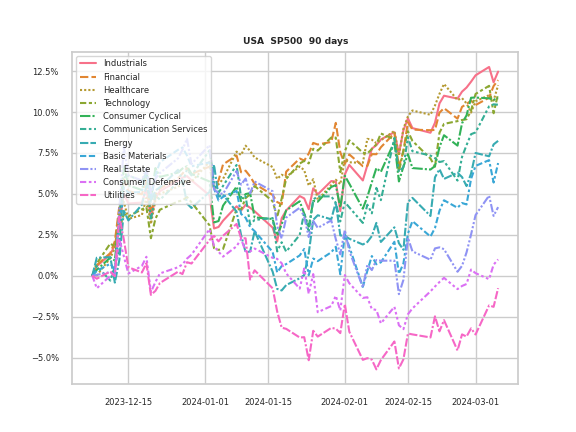 USA SP500 90 days
12.5%
10.0%
7.5%
5.0%
2.5%
0.0%
−2.5%
−5.0%
Industrials
Financial
Healthcare
Technology
Consumer Cyclical
Communication Services
Energy
Basic Materials
Real Estate
Consumer Defensive
Utilities
2023-12-15
2024-01-01
2024-01-15
2024-02-01
2024-02-15
2024-03-01